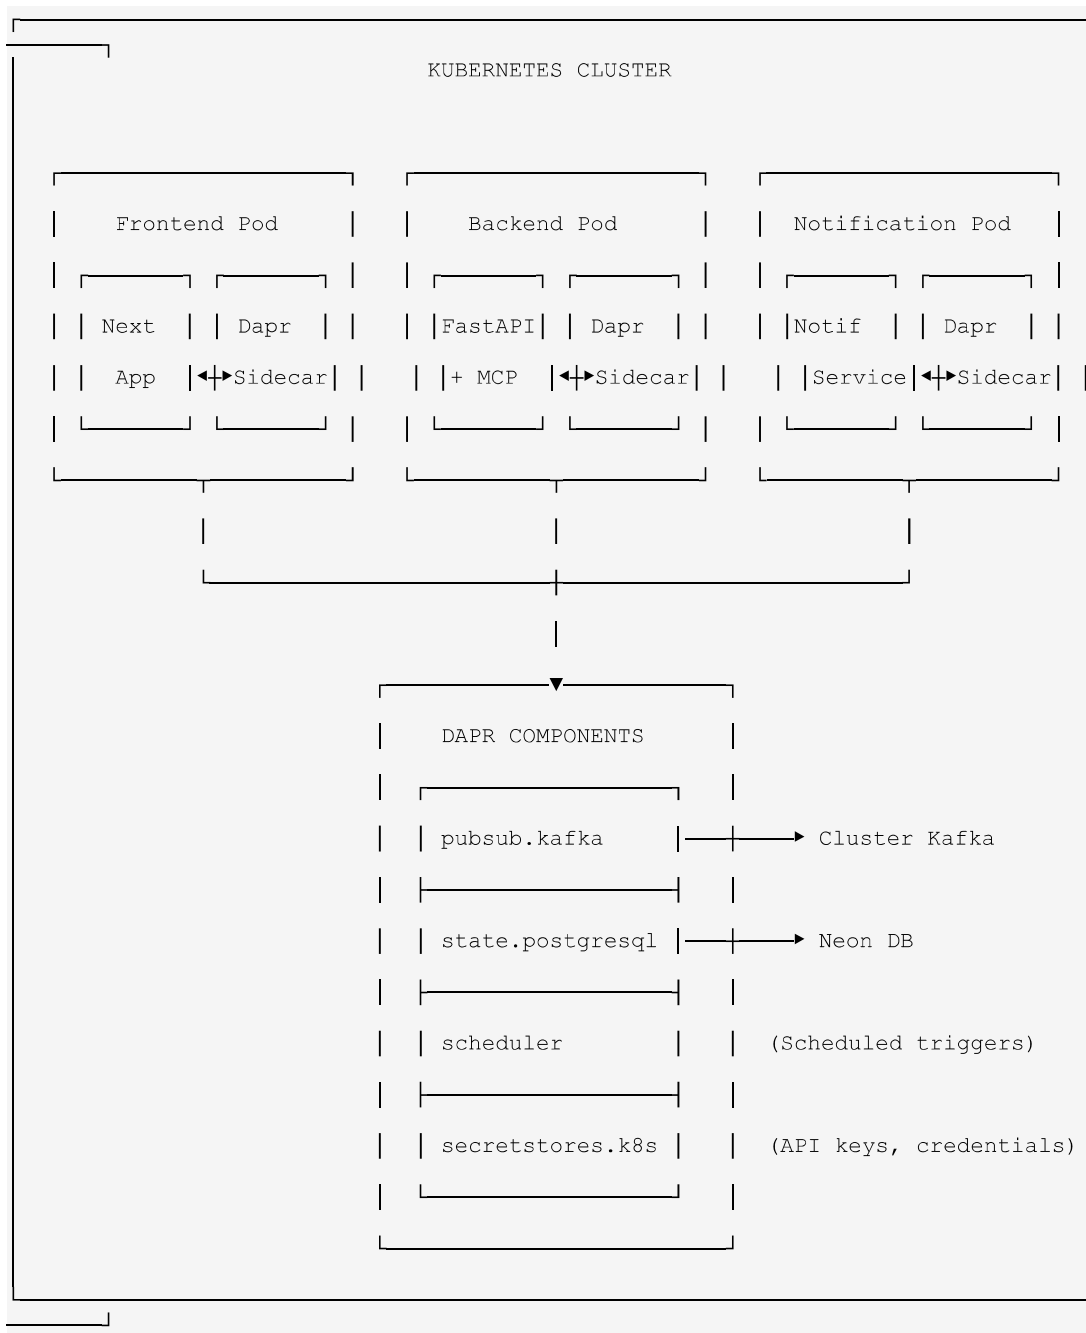 KUBERNETES CLUSTER
Frontend Pod Backend Pod Notification Pod
Next Dapr FastAPI Dapr Notif Dapr
App Sidecar + MCP Sidecar Service Sidecar
DAPR COMPONENTS
pubsub.kafka Cluster Kafka
state.postgresql Neon DB
scheduler (Scheduled triggers)
secretstores.k8s (API keys, credentials)